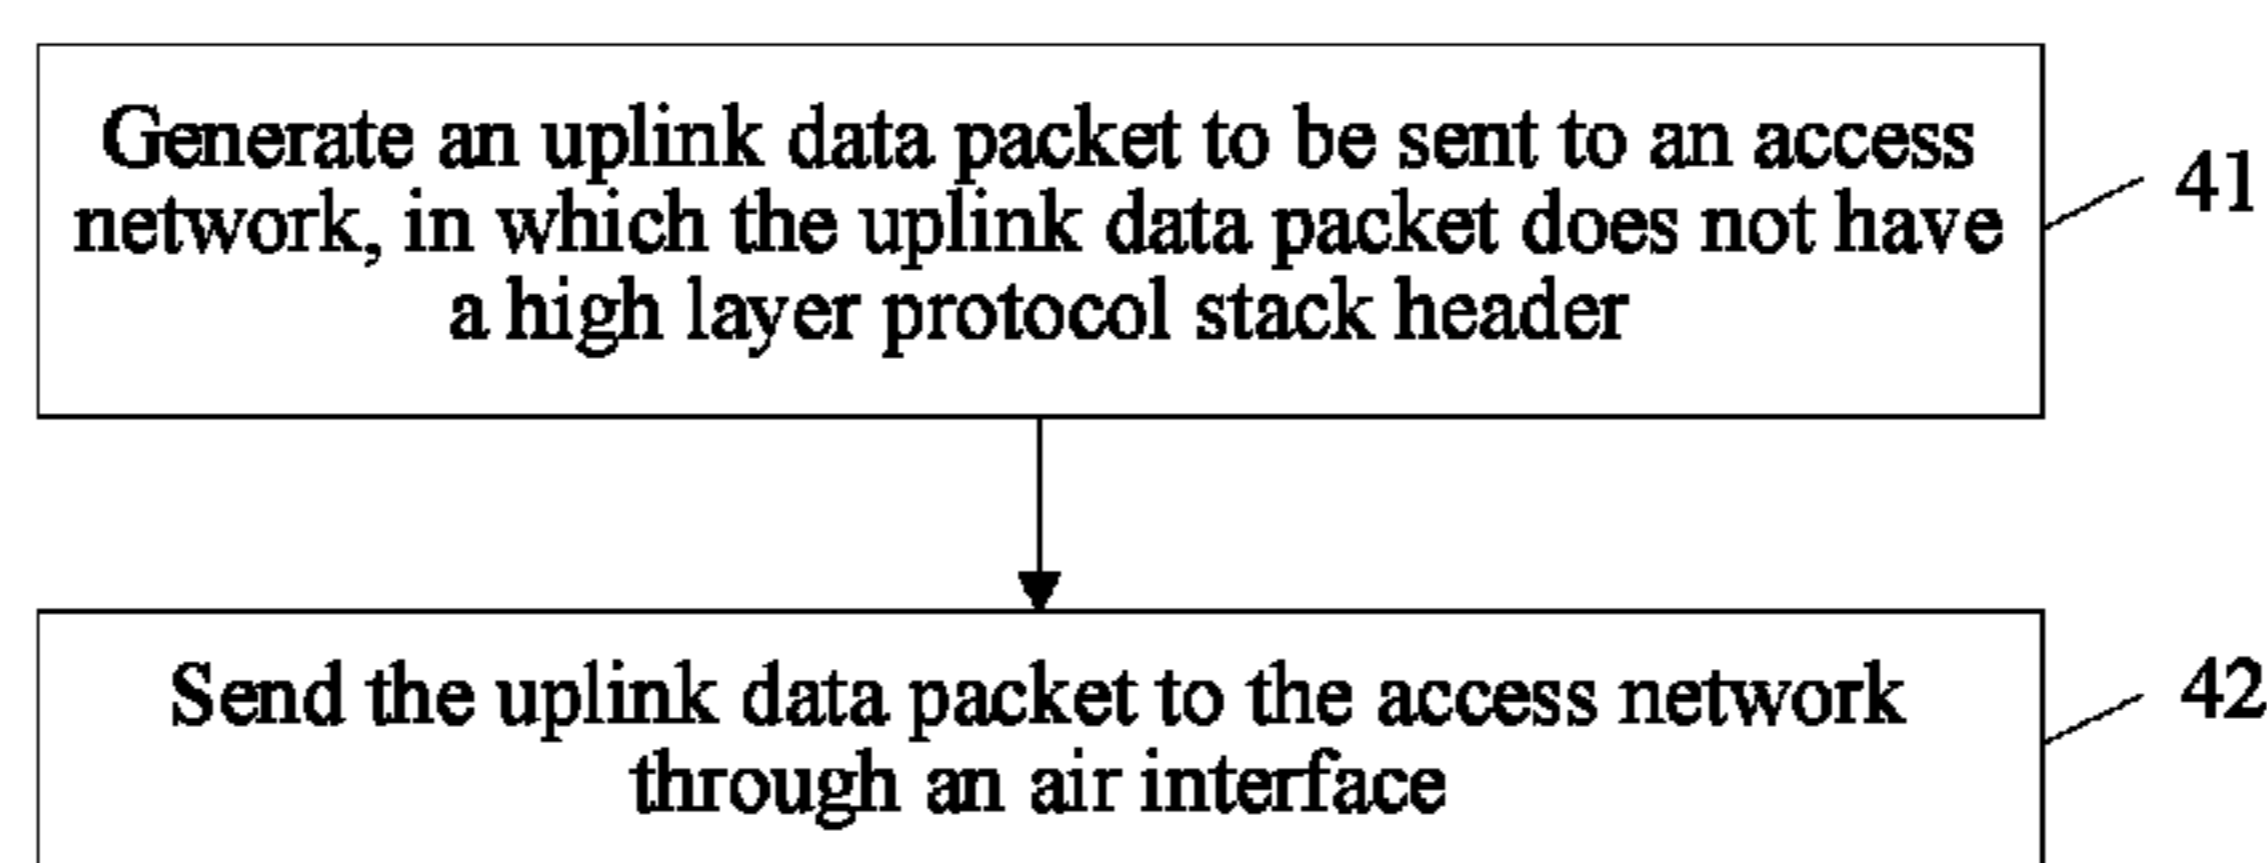 Generate an uplink data packet to be sent to an access
network, in which the uplink data packet does not have
a high layer protocol stack header
41
Send the uplink data packet to the access network
through an air interface
42